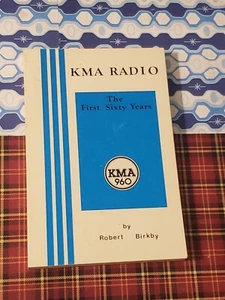 KMA RADIO
The
First Sixty Years
KMA
960
by
Robert Birkby